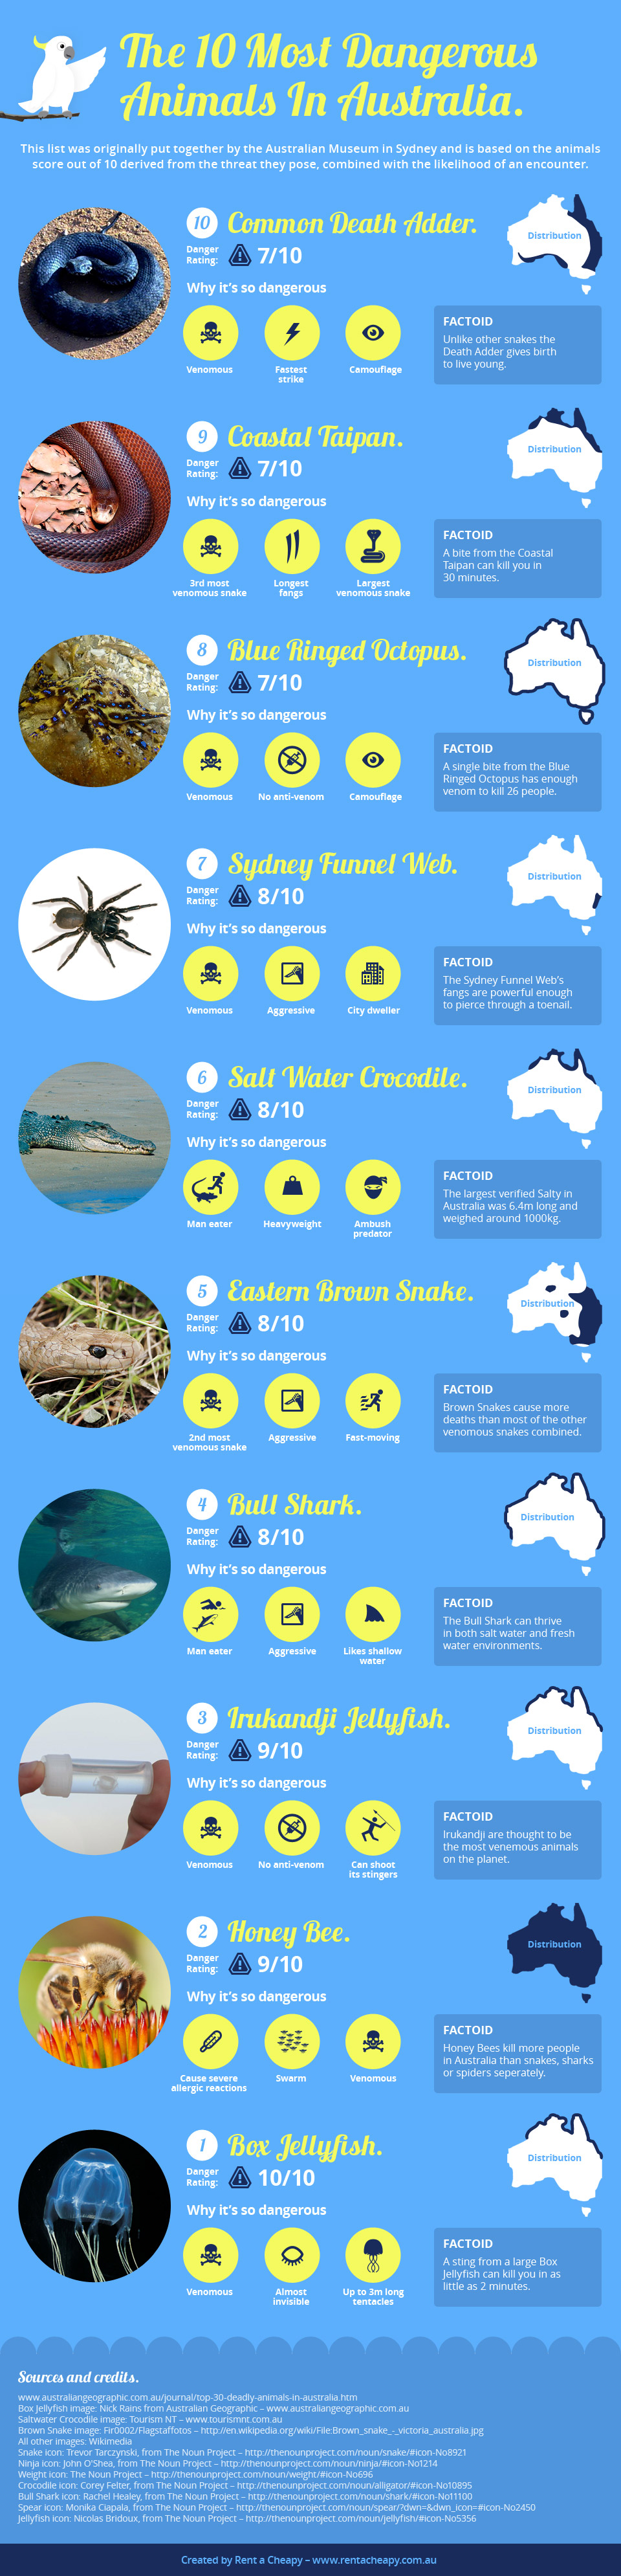 The 10 Most Dangerous
Animals In Australia.
This list was originally put together by the Australian Museum in Sydney and is based on the animals
score out of 10 derived from the threat they pose, combined with the likelihood of an encounter.
10 Common Death Adder.
Distribution
Danger
Rating: 7/10
Why it's so dangerous
Venomous
Fastest
strike
Camouflage
FACTOID
Unlike other snakes the
Death Adder gives birth
to live young.
9 Coastal Taipan.
Distribution
Danger
Rating: 7/10
Why it's so dangerous
3rd most
venomous snake
Longest
fangs
Largest
venomous snake
FACTOID
A bite from the Coastal
Taipan can kill you in
30 minutes.
8 Blue Ringed Octopus.
Distribution
Danger
Rating: 7/10
Why it's so dangerous
Venomous
No anti-venom
Camouflage
FACTOID
A single bite from the Blue
Ringed Octopus has enough
venom to kill 26 people.
7 Sydney Funnel Web.
Distribution
Danger
Rating: 8/10
Why it's so dangerous
Venomous
Aggressive
City dweller
FACTOID
The Sydney Funnel Web's
fangs are powerful enough
to pierce through a toenail.
6 Salt Water Crocodile.
Distribution
Danger
Rating: 8/10
Why it's so dangerous
Man eater
Heavyweight
Ambush
predator
FACTOID
The largest verified Salty in
Australia was 6.4m long and
weighed around 1000kg.
5 Eastern Brown Snake.
Distribution
Danger
Rating: 8/10
Why it's so dangerous
2nd most
venomous snake
Aggressive
Fast-moving
FACTOID
Brown Snakes cause more
deaths than most of the other
venomous snakes combined.
4 Bull Shark.
Distribution
Danger
Rating: 8/10
Why it's so dangerous
Man eater
Aggressive
Likes shallow
water
FACTOID
The Bull Shark can thrive
in both salt water and fresh
water environments.
3 Irukandji Jellyfish.
Distribution
Danger
Rating: 9/10
Why it's so dangerous
Venomous
No anti-venom
Can shoot
its stingers
FACTOID
Irukandji are thought to be
the most venemous animals
on the planet.
2 Honey Bee.
Distribution
Danger
Rating: 9/10
Why it's so dangerous
Cause severe
allergic reactions
Swarm
Venomous
FACTOID
Honey Bees kill more people
in Australia than snakes, sharks
or spiders seperately.
1 Box Jellyfish.
Distribution
Danger
Rating: 10/10
Why it's so dangerous
Venomous
Almost
invisible
Up to 3m long
tentacles
FACTOID
A sting from a large Box
Jellyfish can kill you in as
little as 2 minutes.
Sources and credits.
www.australiangeographic.com.au/journal/top-30-deadly-animals-in-australia.htm
Box Jellyfish image: Nick Rains from Australian Geographic – www.australiangeographic.com.au
Saltwater Crocodile image: Tourism NT – www.tourismnt.com.au
Brown Snake image: Fir0002/Flagstaffotos – http://en.wikipedia.org/wiki/File:Brown_snake_-_victoria_australia.jpg
All other images: Wikimedia
Snake icon: Trevor Tarczynski, from The Noun Project – http://thenounproject.com/noun/snake/#icon-No8921
Ninja icon: John O'Shea, from The Noun Project – http://thenounproject.com/noun/ninja/#icon-No1214
Weight icon: The Noun Project – http://thenounproject.com/noun/weight/#icon-No696
Crocodile icon: Corey Felter, from The Noun Project – http://thenounproject.com/noun/alligator/#icon-No10895
Bull Shark icon: Rachel Healey, from The Noun Project – http://thenounproject.com/noun/shark/#icon-No11100
Spear icon: Monika Ciapala, from The Noun Project – http://thenounproject.com/noun/spear/?dwn=&dwn_icon=#icon-No2450
Jellyfish icon: Nicolas Bridoux, from The Noun Project – http://thenounproject.com/noun/jellyfish/#icon-No5356
Created by Rent a Cheapy – www.rentacheapy.com.au